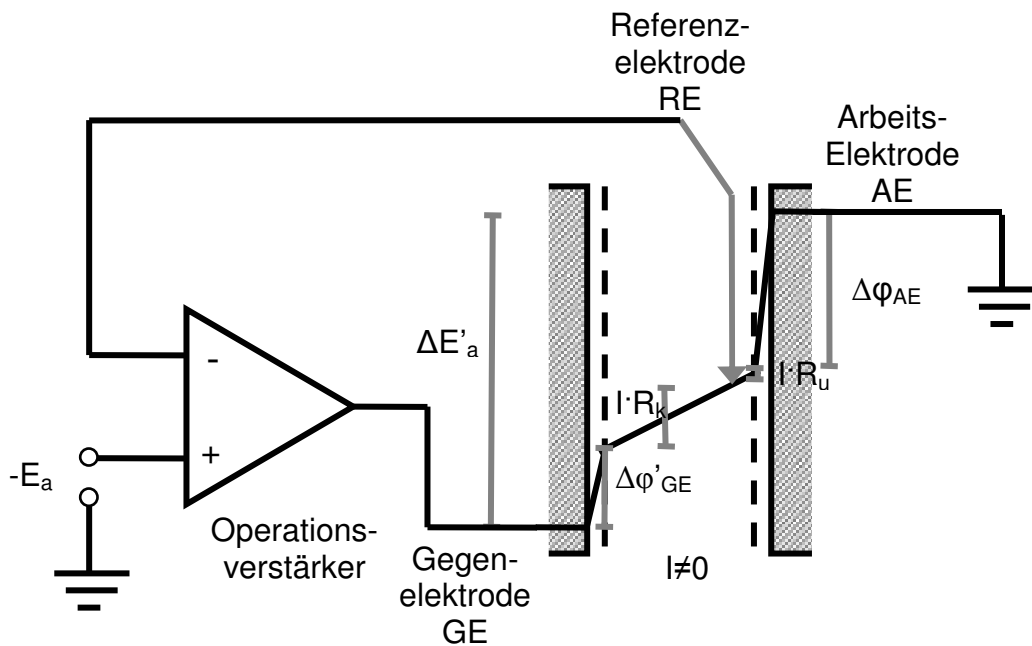 Referenz-
elektrode
RE
Arbeits-
Elektrode
AE
ΔE'a
ΔφAE
-
I·Rk
I·Ru
+
-Ea
Δφ'GE
Operations-
verstärker
Gegen-
elektrode
GE
I≠0